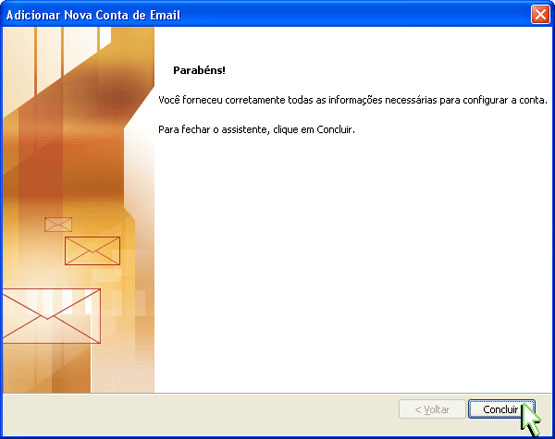 Adicionar Nova Conta de Email
Parabéns!
Você forneceu corretamente todas as informações necessárias para configurar a conta.
Para fechar o assistente, clique em Concluir.
< Voltar
Concluir